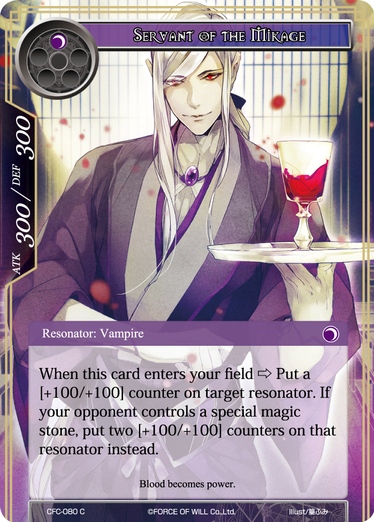 Servant of the Mikage
ATK 300 / DEF 300
Resonator: Vampire
When this card enters your field ⇨ Put a
[+100/+100] counter on target resonator. If
your opponent controls a special magic
stone, put two [+100/+100] counters on that
resonator instead.
Blood becomes power.
CFC-080 C ©FORCE OF WILL Co.,Ltd. Illust/